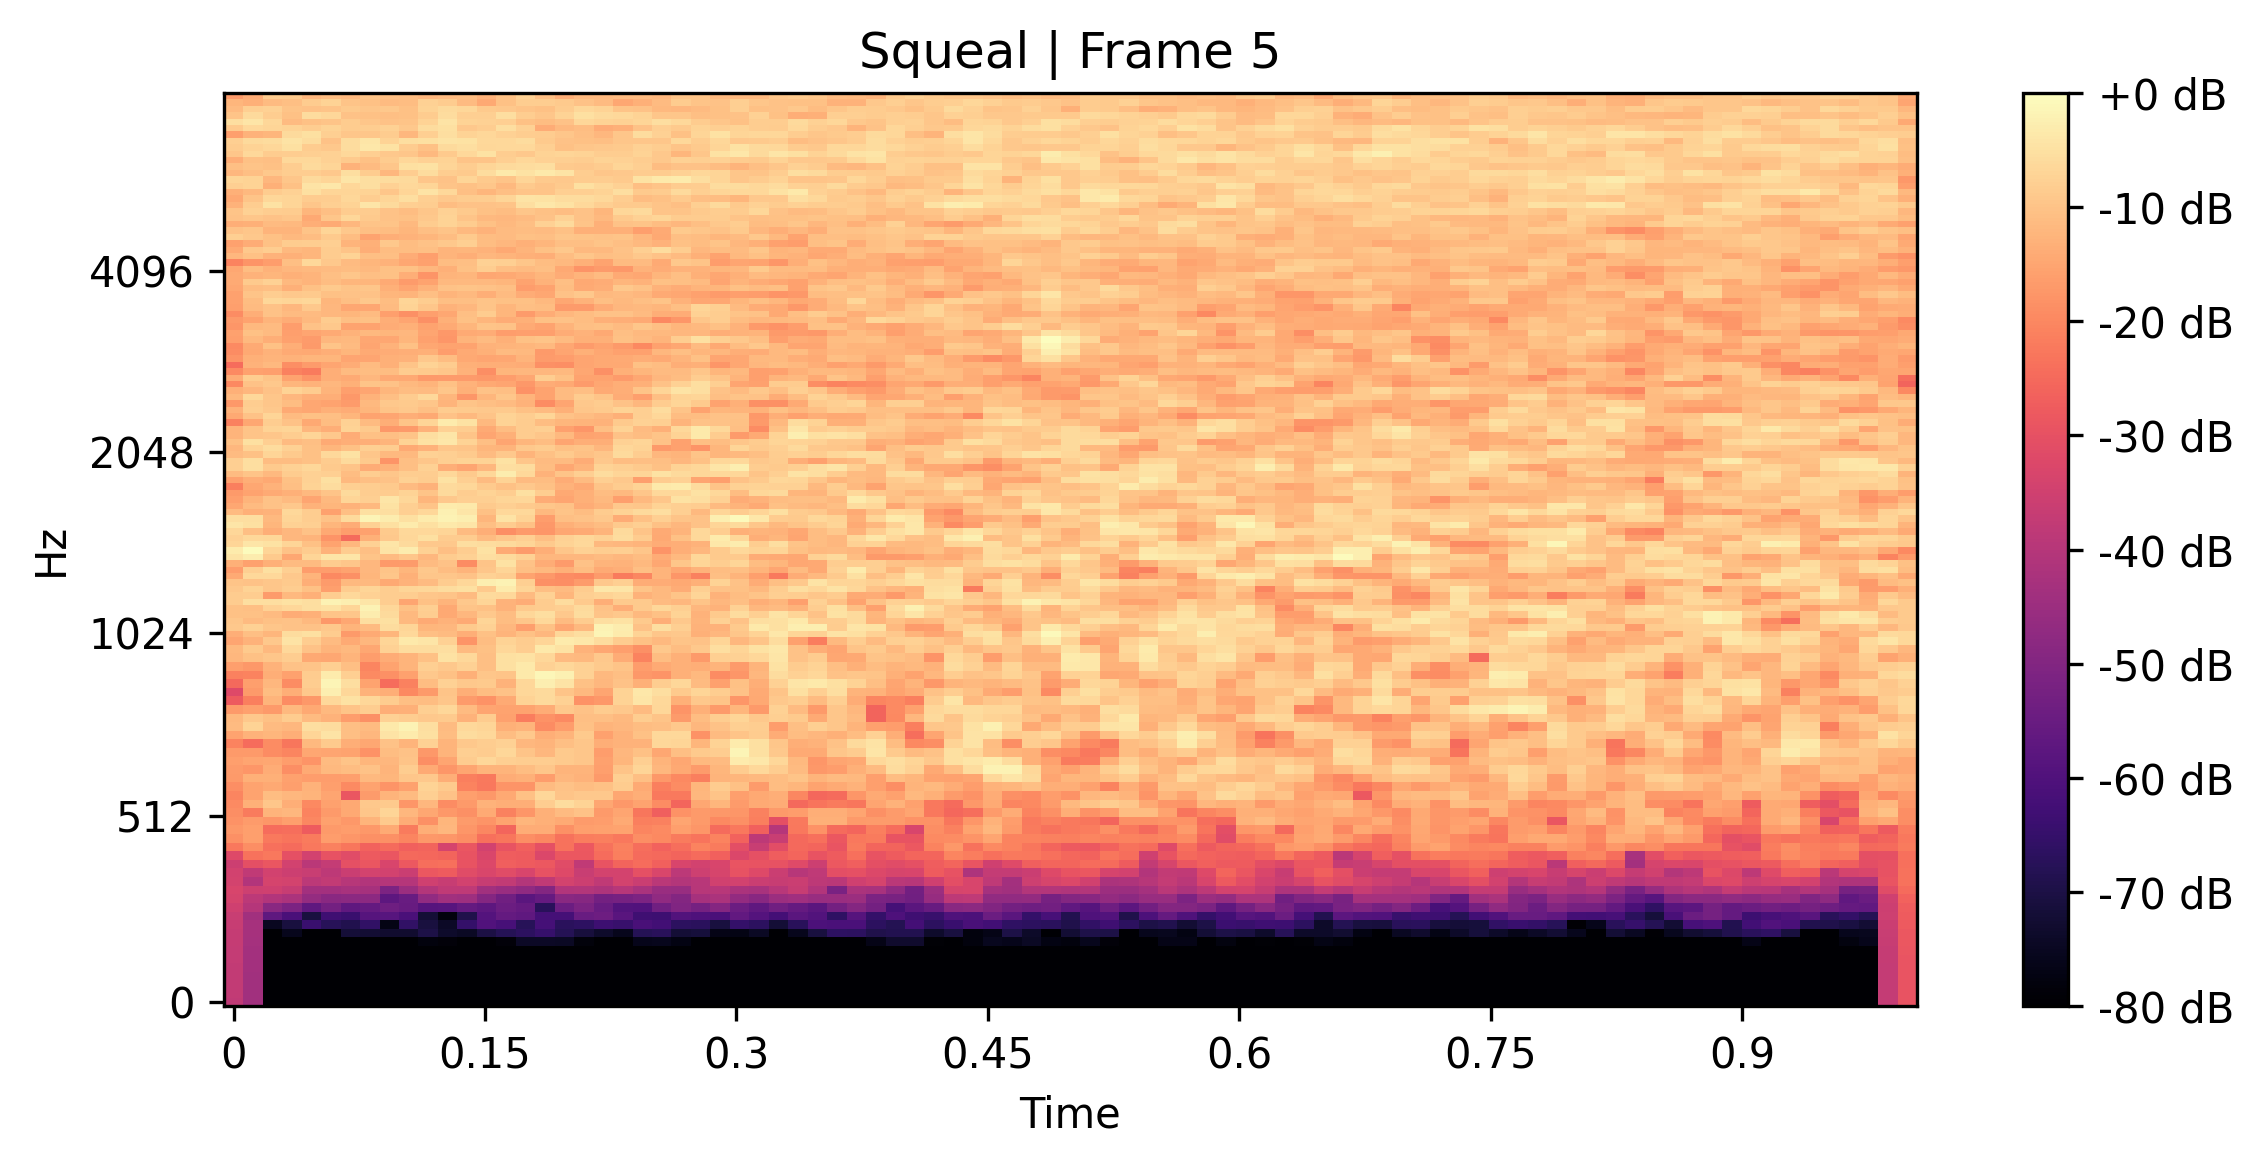 Squeal | Frame 5
Hz
4096
2048
1024
512
0
0 0.15 0.3 0.45 0.6 0.75 0.9
Time
+0 dB
-10 dB
-20 dB
-30 dB
-40 dB
-50 dB
-60 dB
-70 dB
-80 dB